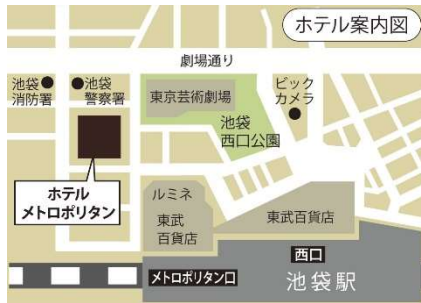 ホテル案内図
劇場通り
池袋
消防署
池袋
警察署
東京芸術劇場
ビック
カメラ
池袋
西口公園
ホテル
メトロポリタン
ルミネ
東武
百貨店
東武百貨店
西口
メトロポリタン口
池袋駅